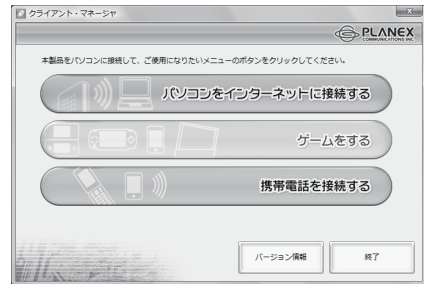 クライアント・マネージャ
PLANEX
COMMUNICATIONS INC
本製品をパソコンに接続して、ご使用になりたいメニューのボタンをクリックしてください。
パソコンをインターネットに接続する
ゲームをする
携帯電話を接続する
バージョン情報
終了